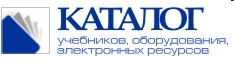 КАТАЛОГ
учебников, оборудования,
электронных ресурсов